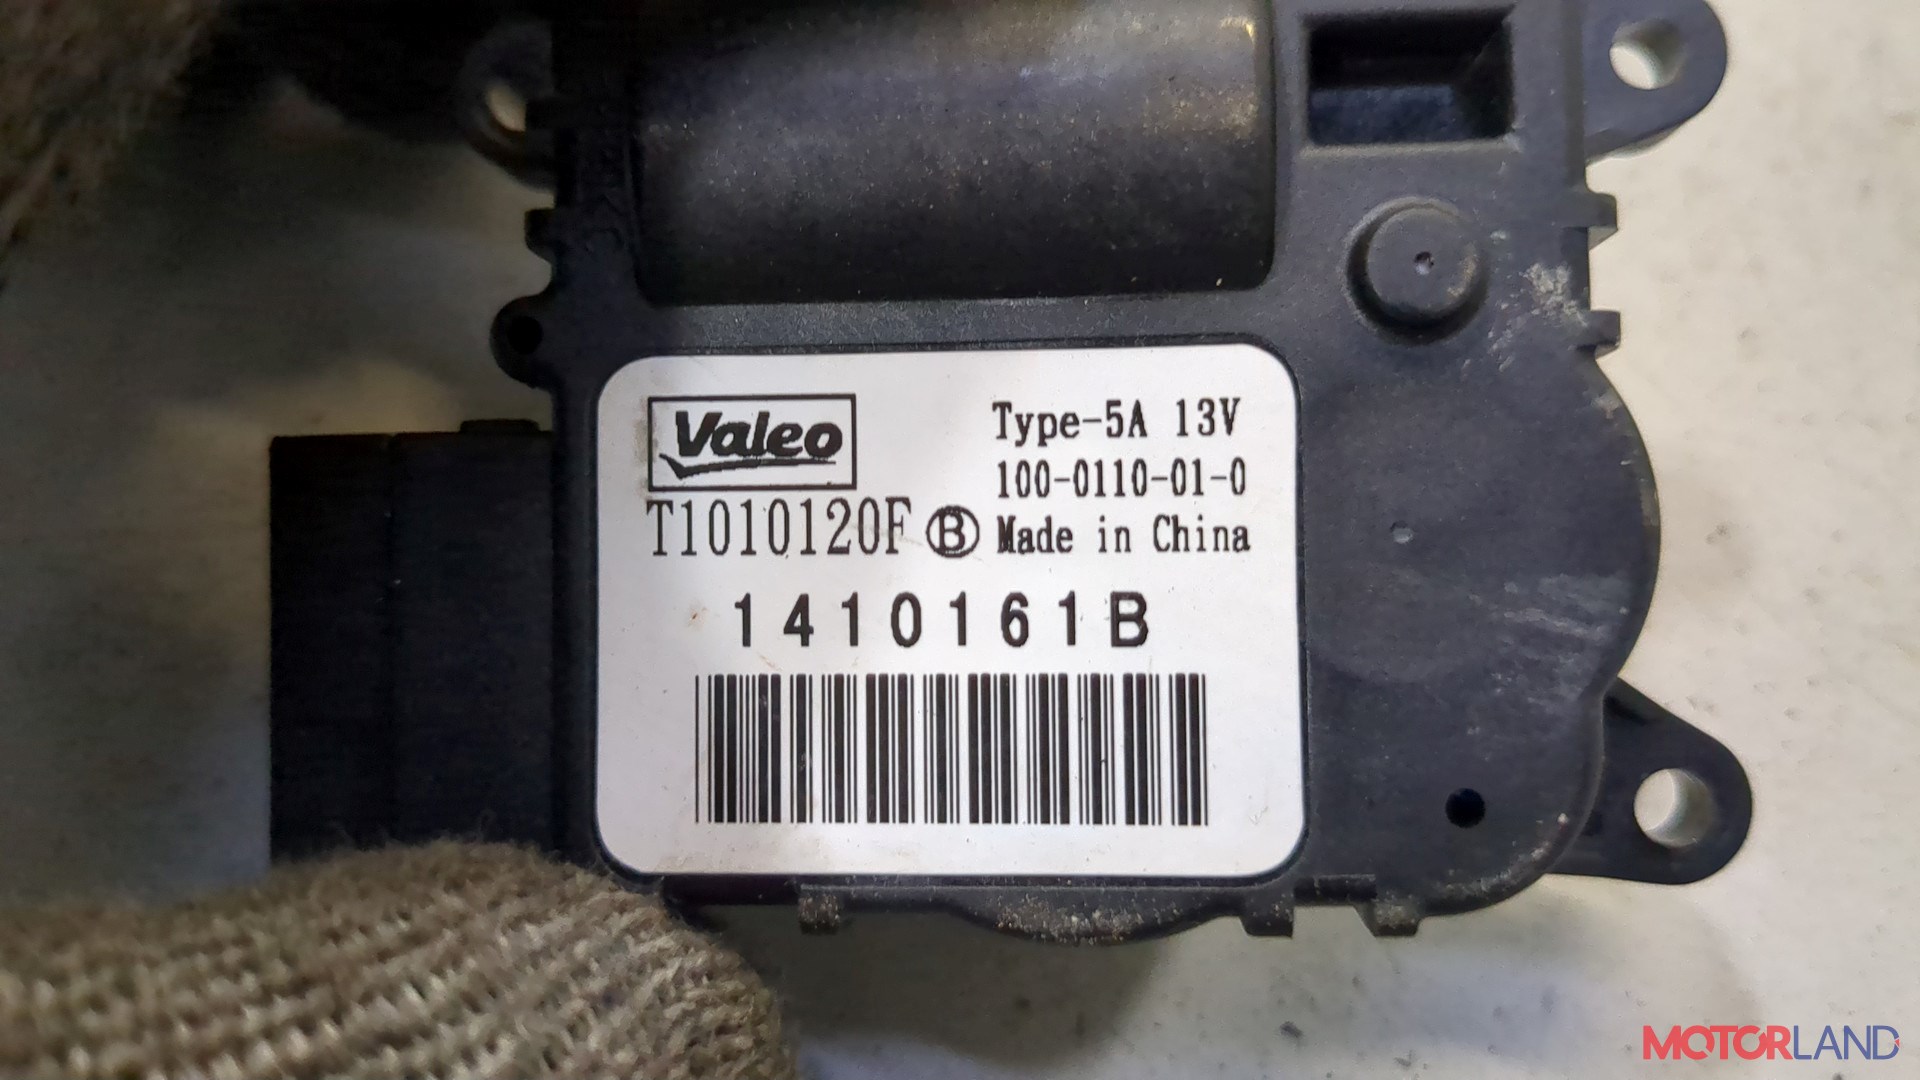 Valeo
Type-5A 13V
100-0110-01-0
T1010120F Ⓑ Made in China
1410161B
MOTORLAND